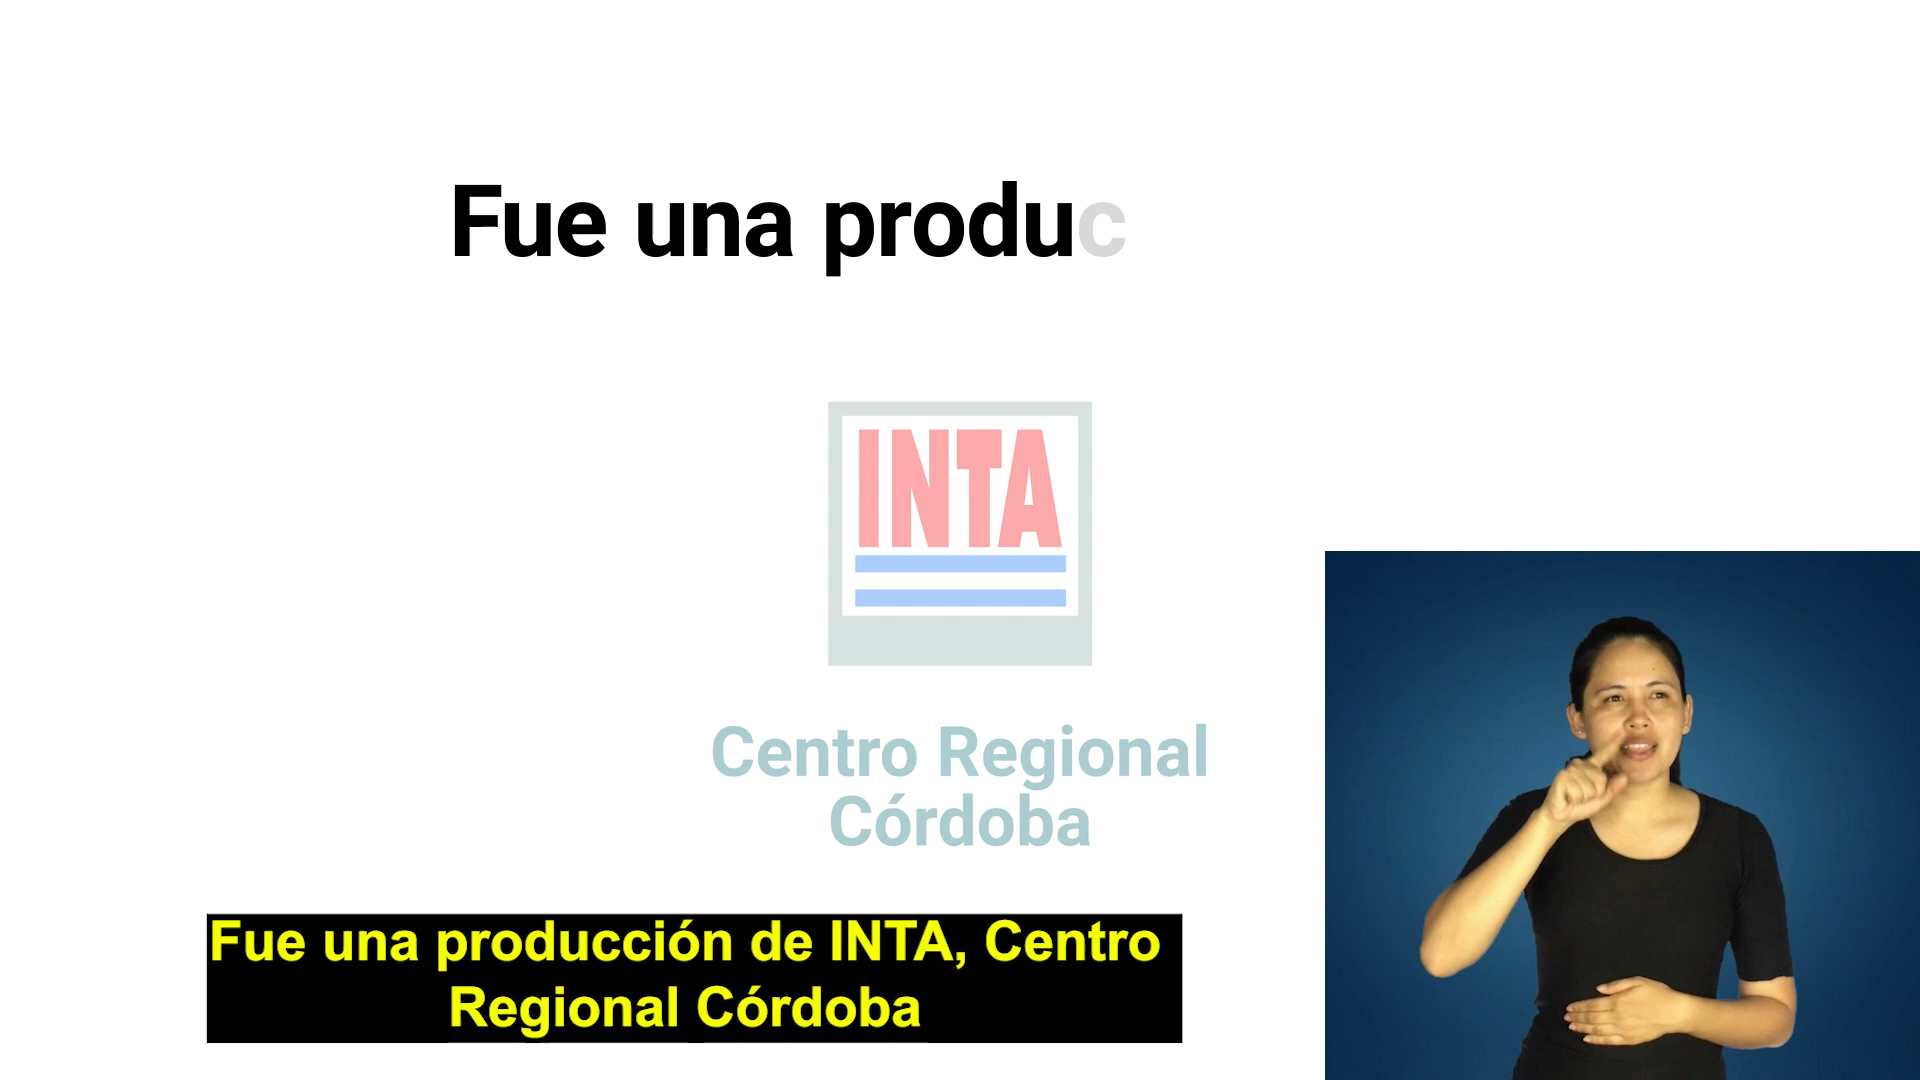 Fue una produc
INTA
Centro Regional
Córdoba
Fue una producción de INTA, Centro
Regional Córdoba